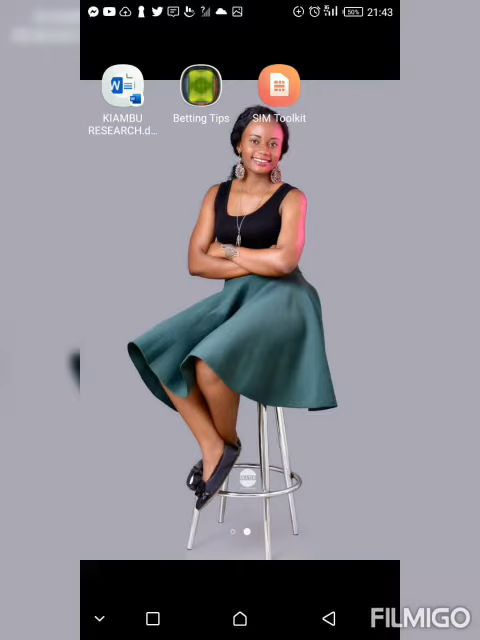 50% 21:43
KIAMBU
RESEARCH.d...
Betting Tips
SIM Toolkit
FILMIGO